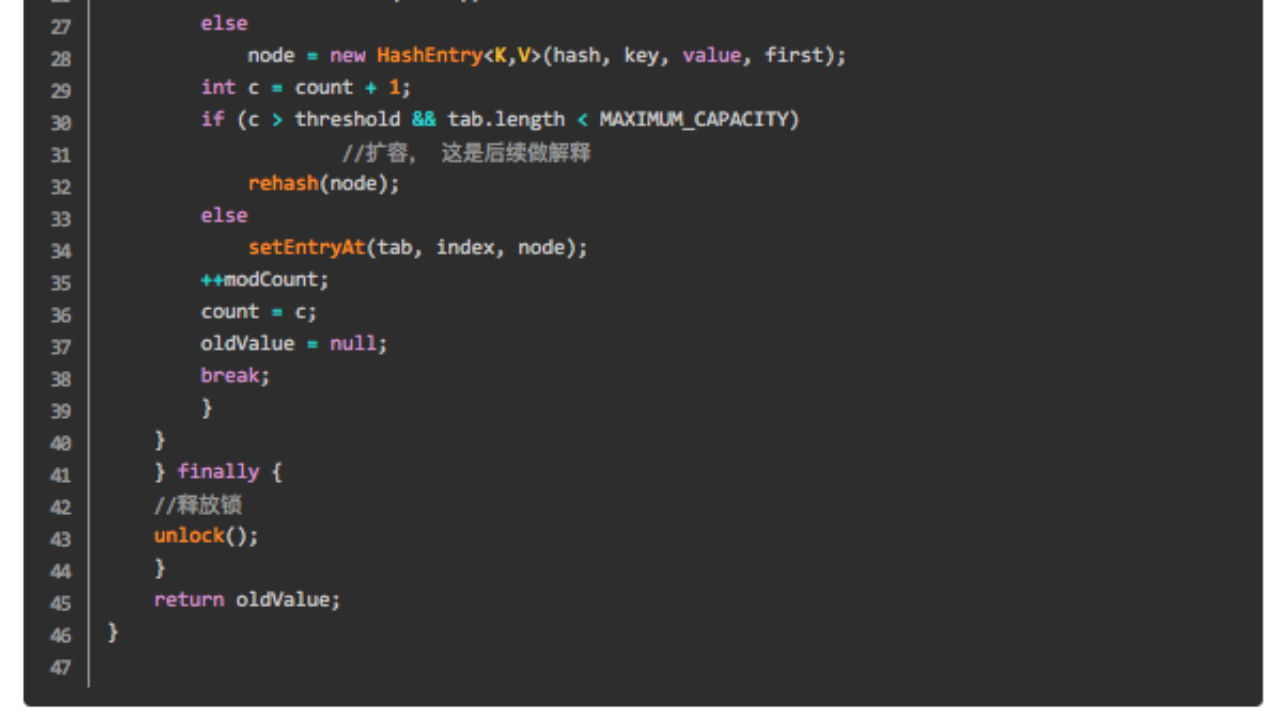 27 else
28 node = new HashEntry<K,V>(hash, key, value, first);
29 int c = count + 1;
30 if (c > threshold && tab.length < MAXIMUM_CAPACITY)
31 //扩容， 这是后续做解释
32 rehash(node);
33 else
34 setEntryAt(tab, index, node);
35 ++modCount;
36 count = c;
37 oldValue = null;
38 break;
39 }
40 }
41 } finally {
42 //释放锁
43 unlock();
44 }
45 return oldValue;
46 }
47